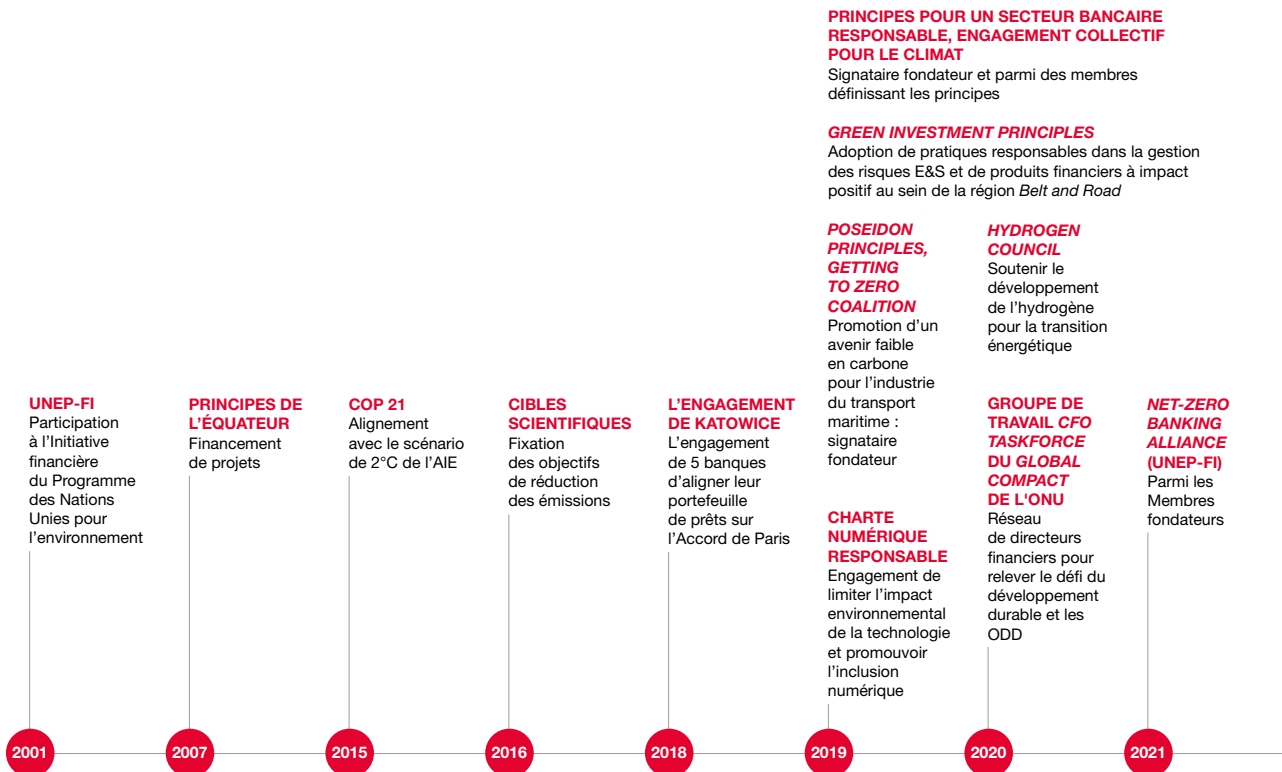 PRINCIPES POUR UN SECTEUR BANCAIRE
RESPONSABLE, ENGAGEMENT COLLECTIF
POUR LE CLIMAT
Signataire fondateur et parmi des membres
définissant les principes
GREEN INVESTMENT PRINCIPLES
Adoption de pratiques responsables dans la gestion
des risques E&S et de produits financiers à impact
positif au sein de la région Belt and Road
UNEP-FI
Participation
à l'Initiative
financière
du Programme
des Nations
Unies pour
l'environnement
PRINCIPES DE
L'ÉQUATEUR
Financement
de projets
COP 21
Alignement
avec le scénario
de 2°C de l'AIE
CIBLES
SCIENTIFIQUES
Fixation
des objectifs
de réduction
des émissions
L'ENGAGEMENT
DE KATOWICE
L'engagement
de 5 banques
d'aligner leur
portefeuille
de prêts sur
l'Accord de Paris
POSEIDON
PRINCIPLES,
GETTING
TO ZERO
COALITION
Promotion d'un
avenir faible
en carbone
pour l'industrie
du transport
maritime :
signataire
fondateur
CHARTE
NUMÉRIQUE
RESPONSABLE
Engagement de
limiter l'impact
environnemental
de la technologie
et promouvoir
l'inclusion
numérique
HYDROGEN
COUNCIL
Soutenir le
développement
de l'hydrogène
pour la transition
énergétique
GROUPE DE
TRAVAIL CFO
TASKFORCE
DU GLOBAL
COMPACT
DE L'ONU
Réseau
de directeurs
financiers pour
relever le défi du
développement
durable et les
ODD
NET-ZERO
BANKING
ALLIANCE
(UNEP-FI)
Parmi les
Membres
fondateurs
2001
2007
2015
2016
2018
2019
2020
2021